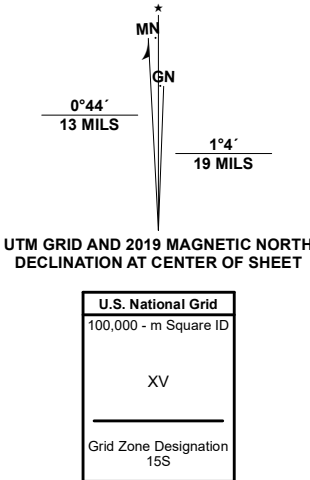 ★
MN
GN
0°44´
13 MILS
1°4´
19 MILS
UTM GRID AND 2019 MAGNETIC NORTH
DECLINATION AT CENTER OF SHEET
U.S. National Grid
100,000 - m Square ID
XV
Grid Zone Designation
15S